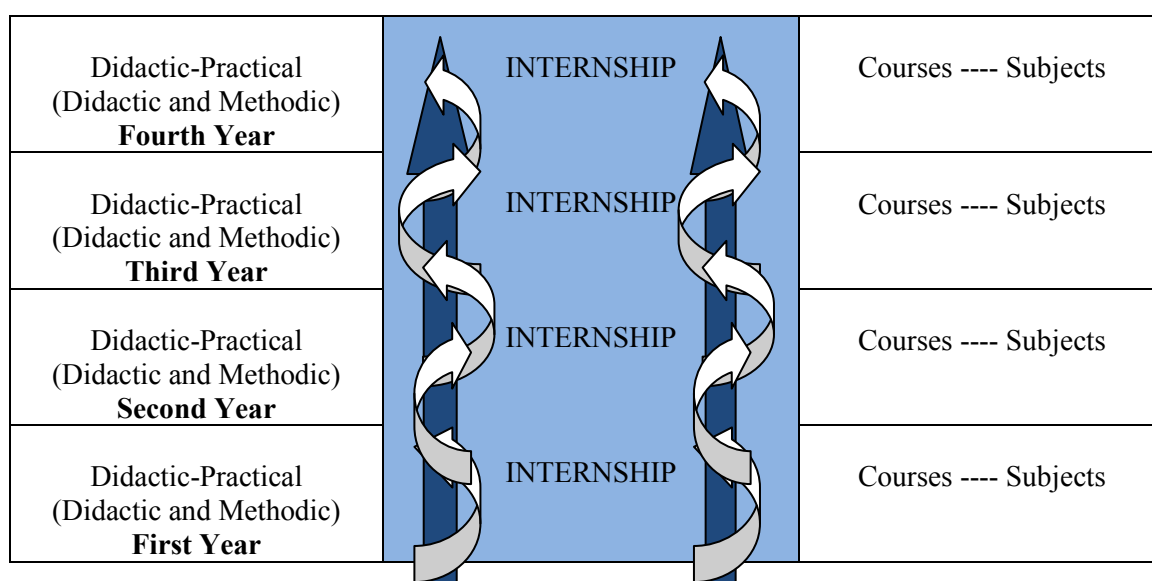 Didactic-Practical
(Didactic and Methodic)
Fourth Year
INTERNSHIP
Courses ---- Subjects
Didactic-Practical
(Didactic and Methodic)
Third Year
INTERNSHIP
Courses ---- Subjects
Didactic-Practical
(Didactic and Methodic)
Second Year
INTERNSHIP
Courses ---- Subjects
Didactic-Practical
(Didactic and Methodic)
First Year
INTERNSHIP
Courses ---- Subjects